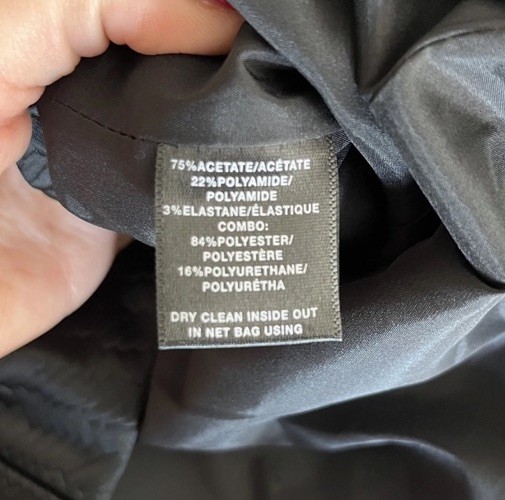 75%ACETATE/ACÉTATE
22%POLYAMIDE/
POLYAMIDE
3%ELASTANE/ÉLASTIQUE
COMBO:
84%POLYESTER/
POLYESTÈRE
16%POLYURETHANE/
POLYURÉTHA
DRY CLEAN INSIDE OUT
IN NET BAG USING